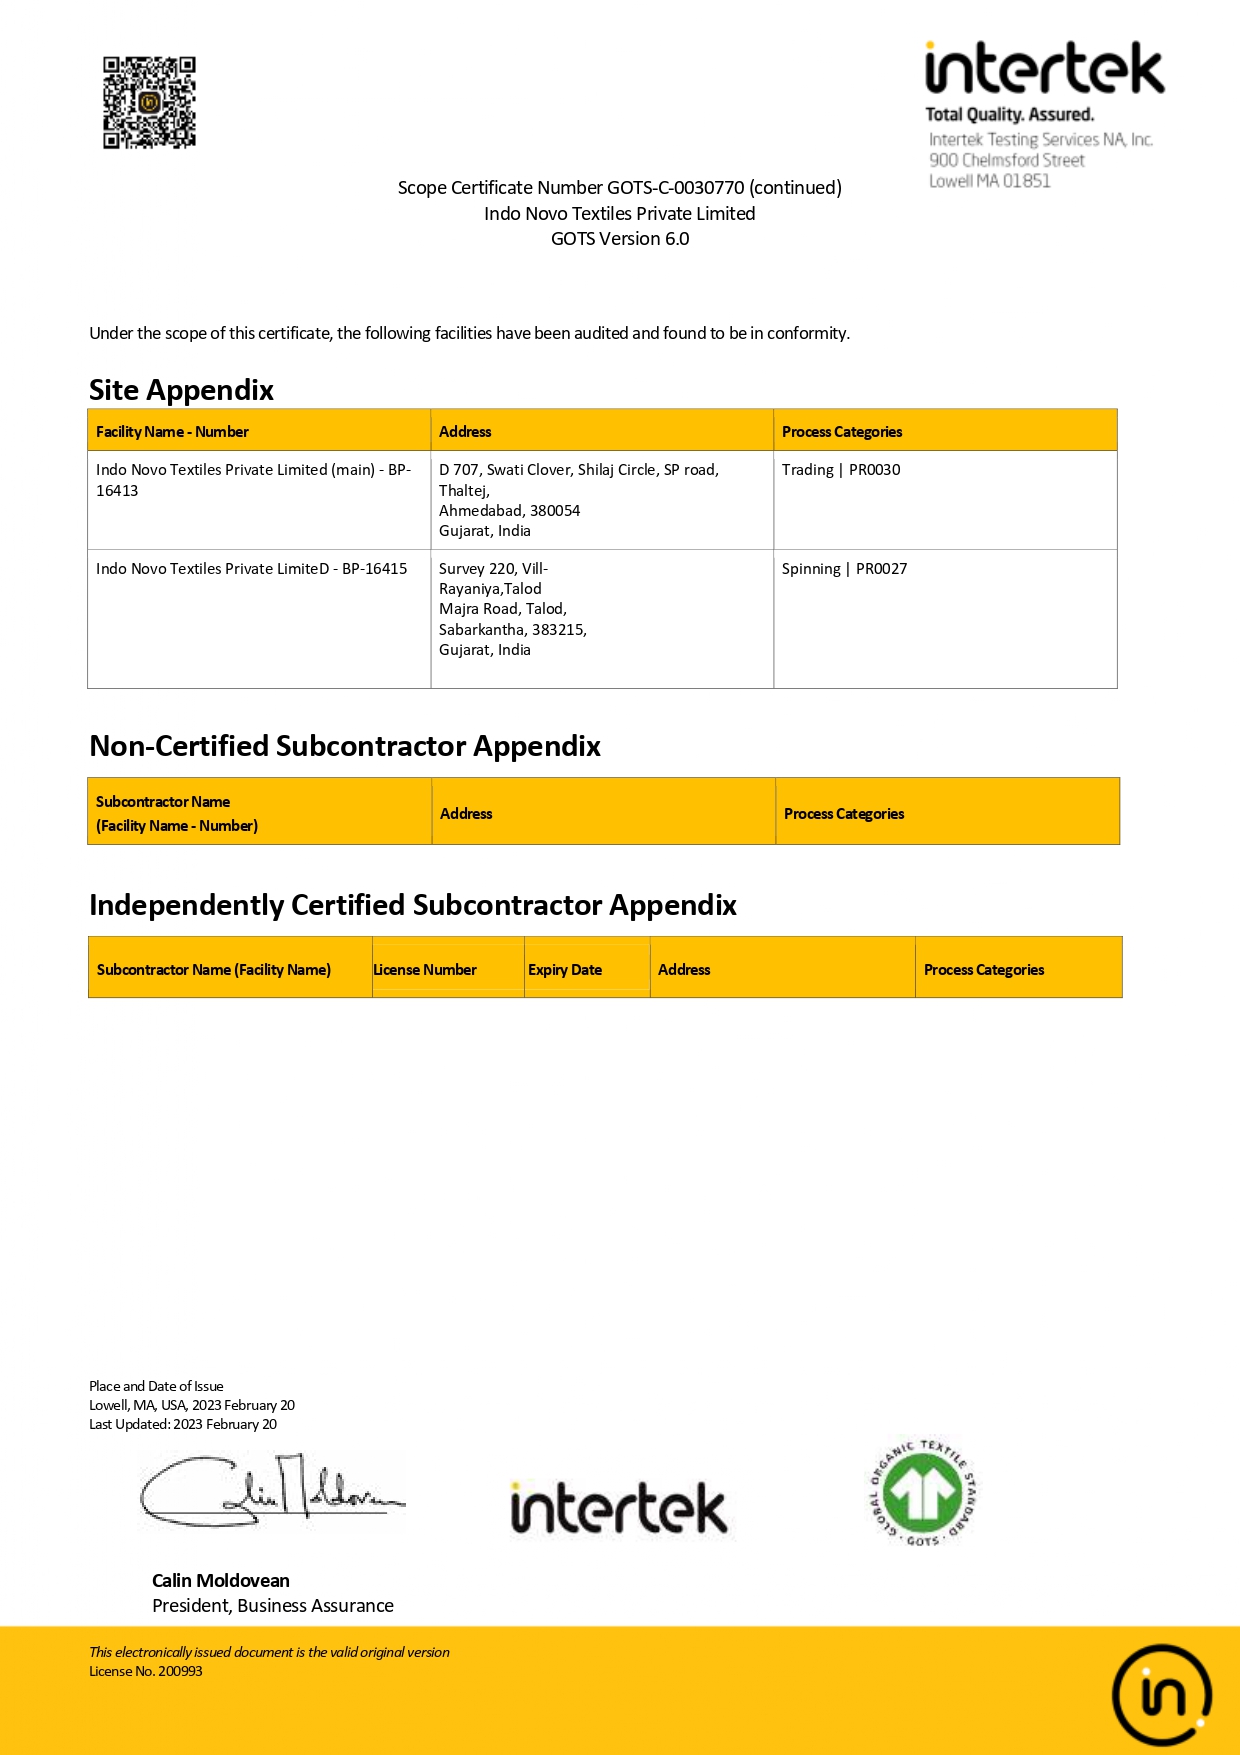 intertek
Total Quality. Assured.
Intertek Testing Services NA, Inc.
900 Chelmsford Street
Lowell MA 01851
Scope Certificate Number GOTS-C-0030770 (continued)
Indo Novo Textiles Private Limited
GOTS Version 6.0
Under the scope of this certificate, the following facilities have been audited and found to be in conformity.
Site Appendix
Facility Name - Number Address Process Categories
Indo Novo Textiles Private Limited (main) - BP-
16413
D 707, Swati Clover, Shilaj Circle, SP road,
Thaltej,
Ahmedabad, 380054
Gujarat, India
Trading | PR0030
Indo Novo Textiles Private LimiteD - BP-16415
Survey 220, Vill-
Rayaniya,Talod
Majra Road, Talod,
Sabarkantha, 383215,
Gujarat, India
Spinning | PR0027
Non-Certified Subcontractor Appendix
Subcontractor Name
(Facility Name - Number)
Address
Process Categories
Independently Certified Subcontractor Appendix
Subcontractor Name (Facility Name) License Number Expiry Date Address Process Categories
Place and Date of Issue
Lowell, MA, USA, 2023 February 20
Last Updated: 2023 February 20
Calin Moldovean
intertek
GLOBAL ORGANIC TEXTILE STANDARD · GOTS ·
Calin Moldovean
President, Business Assurance
This electronically issued document is the valid original version
License No. 200993
in